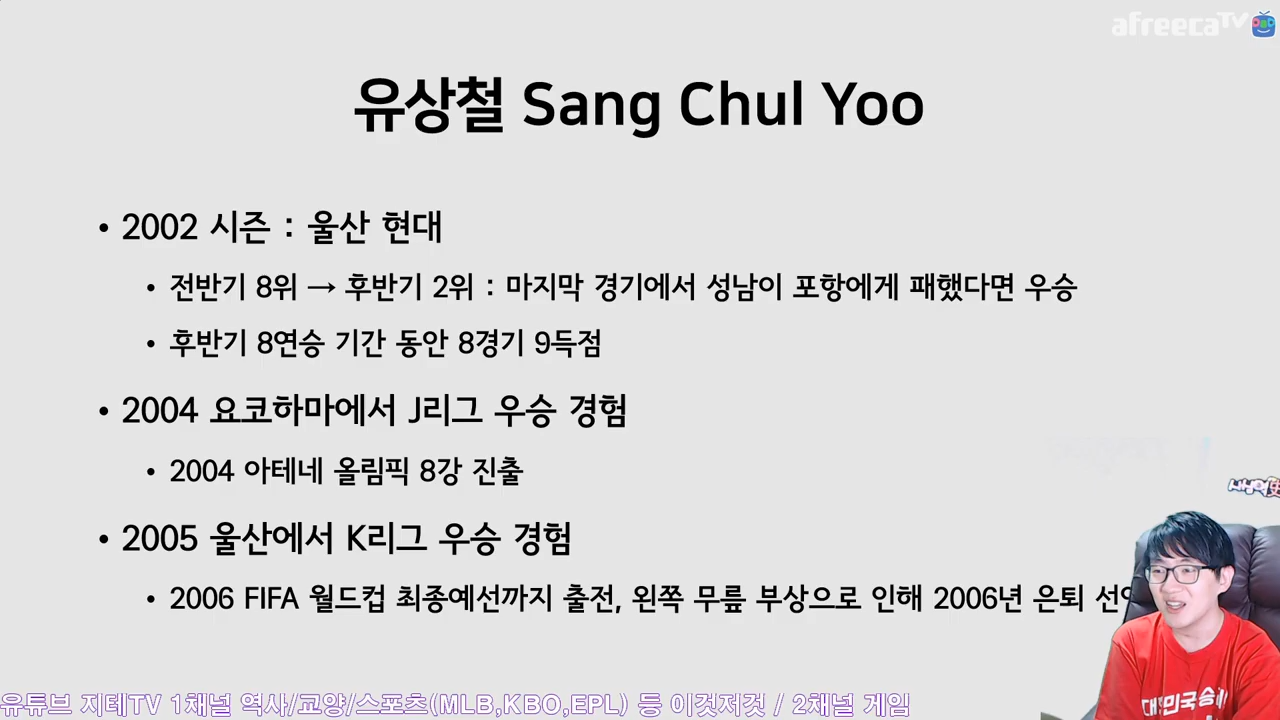 afreecaTV
유상철 Sang Chul Yoo
• 2002 시즌 : 울산 현대
• 전반기 8위 → 후반기 2위 : 마지막 경기에서 성남이 포항에게 패했다면 우승
• 후반기 8연승 기간 동안 8경기 9득점
• 2004 요코하마에서 J리그 우승 경험
• 2004 아테네 올림픽 8강 진출
• 2005 울산에서 K리그 우승 경험
• 2006 FIFA 월드컵 최종예선까지 출전, 왼쪽 무릎 부상으로 인해 2006년 은퇴
대한민국
유튜브 지테TV 1채널 역사/교양/스포츠(MLB,KBO,EPL) 등 이것저것 / 2채널 게임